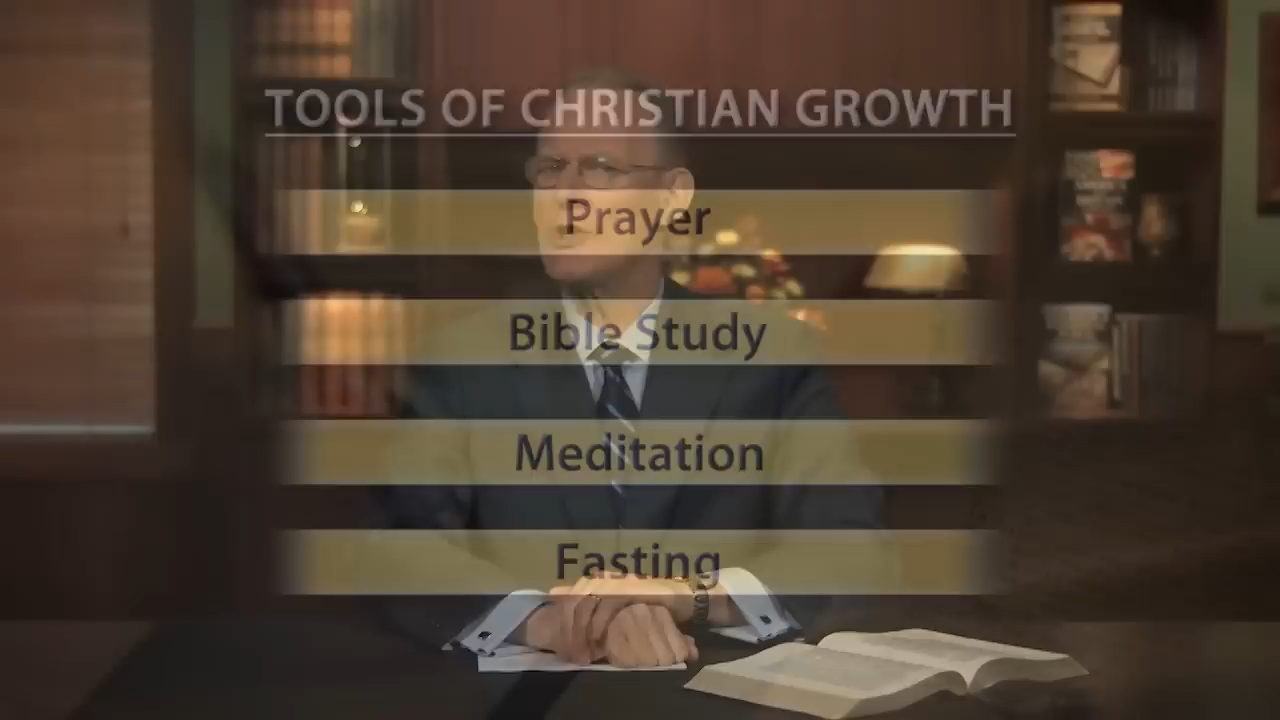 TOOLS OF CHRISTIAN GROWTH
Prayer
Bible Study
Meditation
Fasting